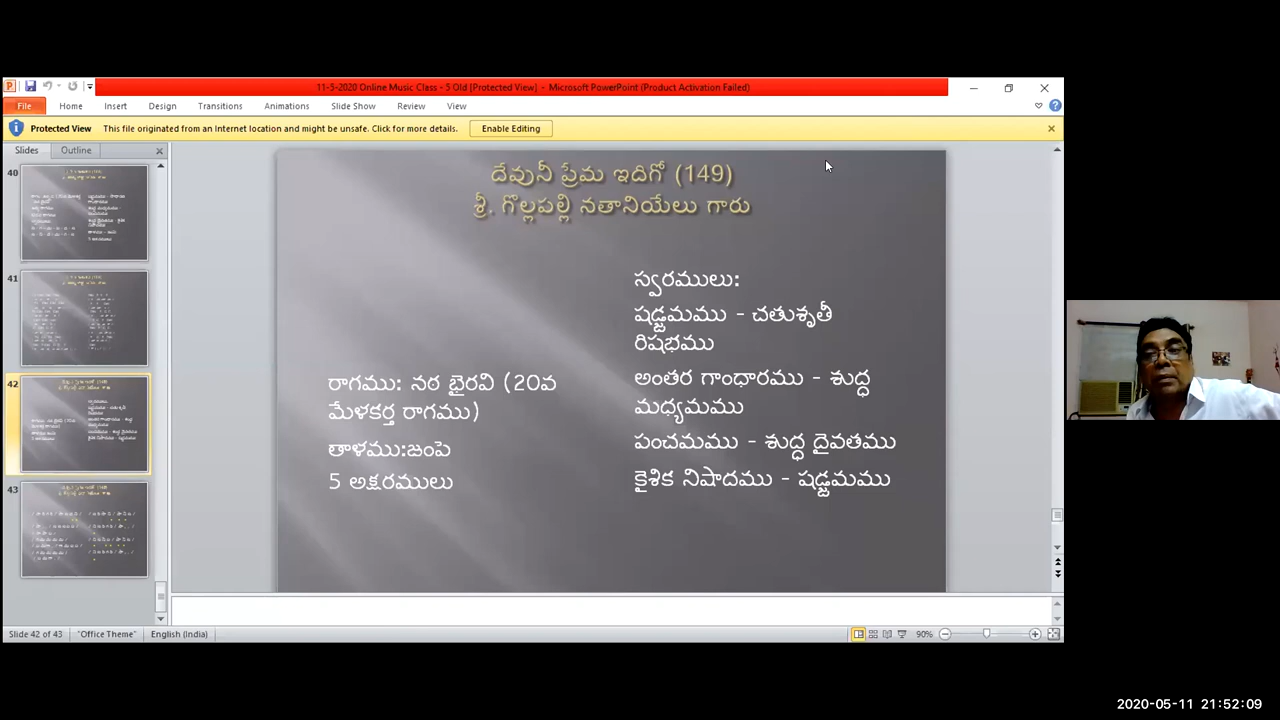 11-5-2020 Online Music Class - 5 Old [Protected View] - Microsoft PowerPoint (Product Activation Failed)
File Home Insert Design Transitions Animations Slide Show Review View
Protected View This file originated from an Internet location and might be unsafe. Click for more details. Enable Editing
Slides Outline
40
41
42
43
దేవునీ ప్రేమ ఇదిగో (149)
శ్రీ. గొల్లపల్లి నతానియేలు గారు
రాగము: నఠ భైరవి (20వ
మేళకర్త రాగము)
తాళము:జంపె
5 అక్షరములు
స్వరములు:
షడ్జమము - చతుశృతీ
రిషభము
అంతర గాంధారము - శుద్ధ
మధ్యమము
పంచమము - శుద్ధ దైవతము
కైశిక నిషాదము - షడ్జమము
Slide 42 of 43 "Office Theme" English (India) 90%
2020-05-11 21:52:09